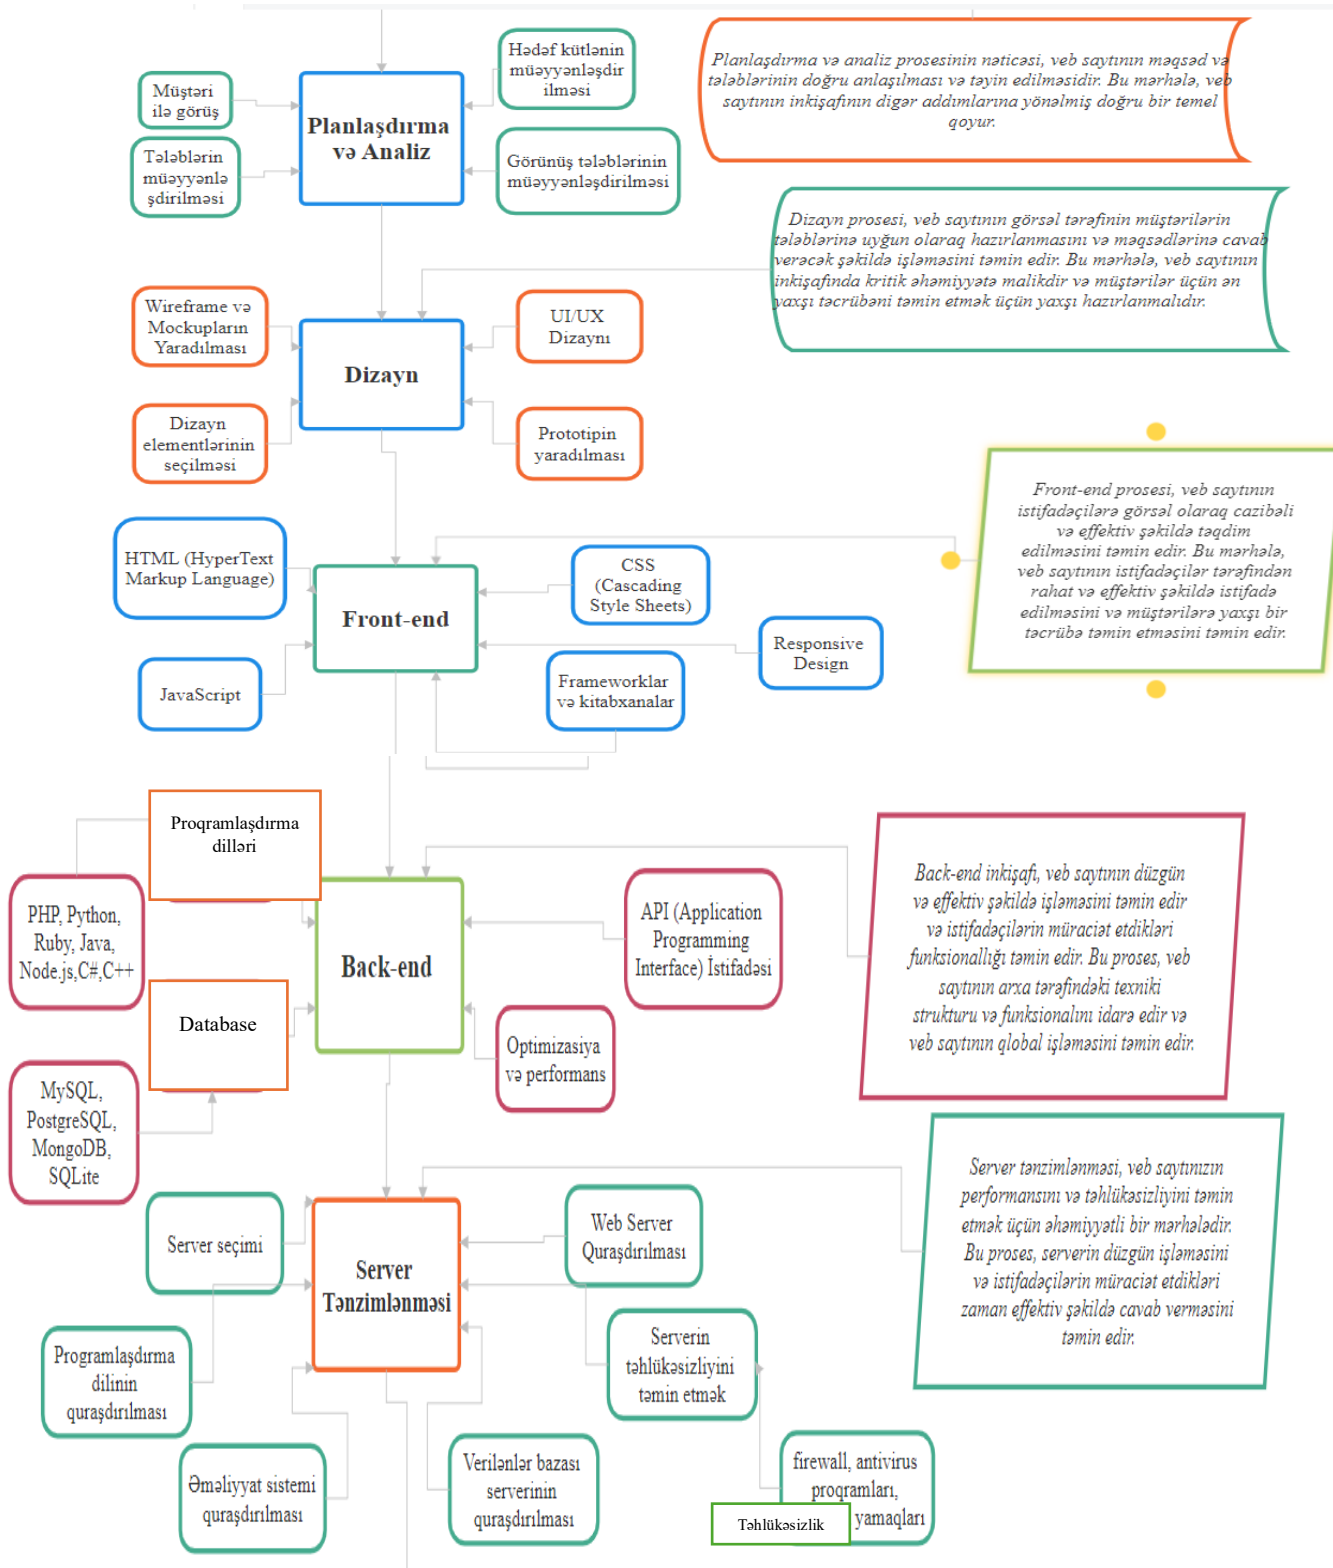 Hədəf kütlənin
müəyyənləşdir
ilməsi
Müştəri
ilə görüş
Planlaşdırma
və Analiz
Tələblərin
müəyyənlə
şdirilməsi
Görünüş tələblərinin
müəyyənləşdirilməsi
Planlaşdırma və analiz prosesinin nəticəsi, veb saytının məqsəd və
tələblərinin doğru anlaşılması və təyin edilməsidir. Bu mərhələ, veb
saytının inkişafının digər addımlarına yönəlmiş doğru bir temel
qoyur.
Dizayn prosesi, veb saytının görsəl tərəfinin müştərilərin
tələblərinə uyğun olaraq hazırlanmasını və məqsədlərinə cavab
verəcək şəkildə işləməsini təmin edir. Bu mərhələ, veb saytının
inkişafında kritik əhəmiyyətə malikdir və müştərilər üçün ən
yaxşı təcrübəni təmin etmək üçün yaxşı hazırlanmalıdır.
Wireframe və
Mockupların
Yaradılması
UI/UX
Dizaynı
Dizayn
Dizayn
elementlərinin
seçilməsi
Prototipin
yaradılması
Front-end prosesi, veb saytının
istifadəçilərə görsəl olaraq cazibəli
və effektiv şəkildə təqdim
edilməsini təmin edir. Bu mərhələ,
veb saytının istifadəçilər tərəfindən
rahat və effektiv şəkildə istifadə
edilməsini və müştərilərə yaxşı bir
təcrübə təmin etməsini təmin edir.
HTML (HyperText
Markup Language)
CSS
(Cascading
Style Sheets)
Front-end
Responsive
Design
JavaScript
Frameworklar
və kitabxanalar
Proqramlaşdırma
dilləri
PHP, Python,
Ruby, Java,
Node.js,C#,C++
Back-end
API (Application
Programming
Interface) İstifadəsi
Back-end inkişafı, veb saytının düzgün
və effektiv şəkildə işləməsini təmin edir
və istifadəçilərin müraciət etdikləri
funksionallığı təmin edir. Bu proses, veb
saytının arxa tərəfindəki texniki
strukturu və funksionalını idarə edir və
veb saytının qlobal işləməsini təmin edir.
Database
Optimizasiya
və performans
MySQL,
PostgreSQL,
MongoDB,
SQLite
Server tənzimlənməsi, veb saytınızın
performansını və təhlükəsizliyini təmin
etmək üçün əhəmiyyətli bir mərhələdir.
Bu proses, serverin düzgün işləməsini
və istifadəçilərin müraciət etdikləri
zaman effektiv şəkildə cavab verməsini
təmin edir.
Server seçimi
Web Server
Quraşdırılması
Server
Tənzimlənməsi
Programlaşdırma
dilinin
quraşdırılması
Serverin
təhlükəsizliyini
təmin etmək
Əməliyyat sistemi
quraşdırılması
Verilənlər bazası
serverinin
quraşdırılması
firewall, antivirus
proqramları,
yamaqları
Təhlükəsizlik